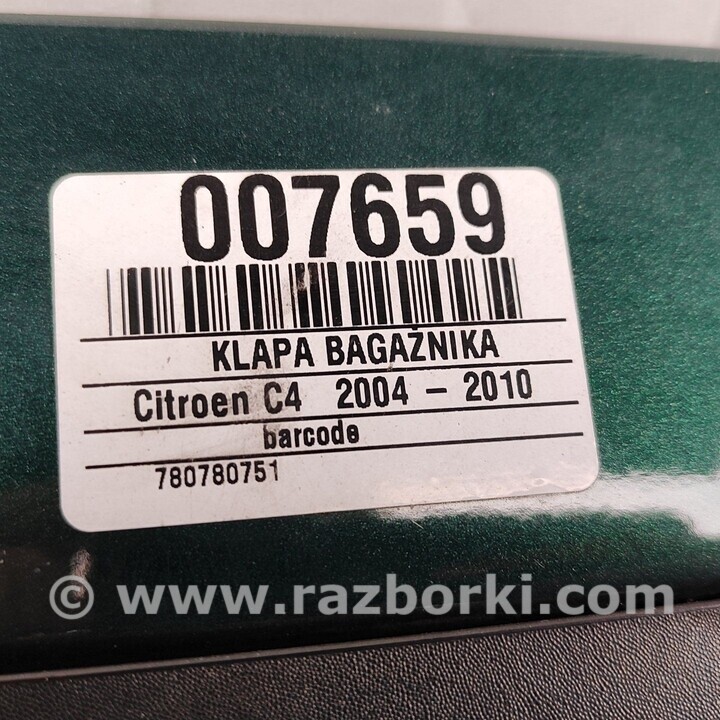 007659
KLAPA BAGAŻNIKA
Citroen C4 2004 - 2010
barcode
780780751
© www.razborki.com